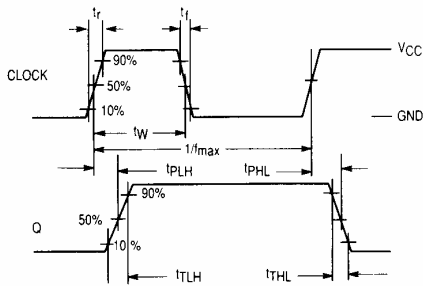 tr
tf
VCC
90%
CLOCK
50%
10%
GND
tW
1/fmax
tPLH
tPHL
90%
50%
Q
10 %
tTLH
tTHL